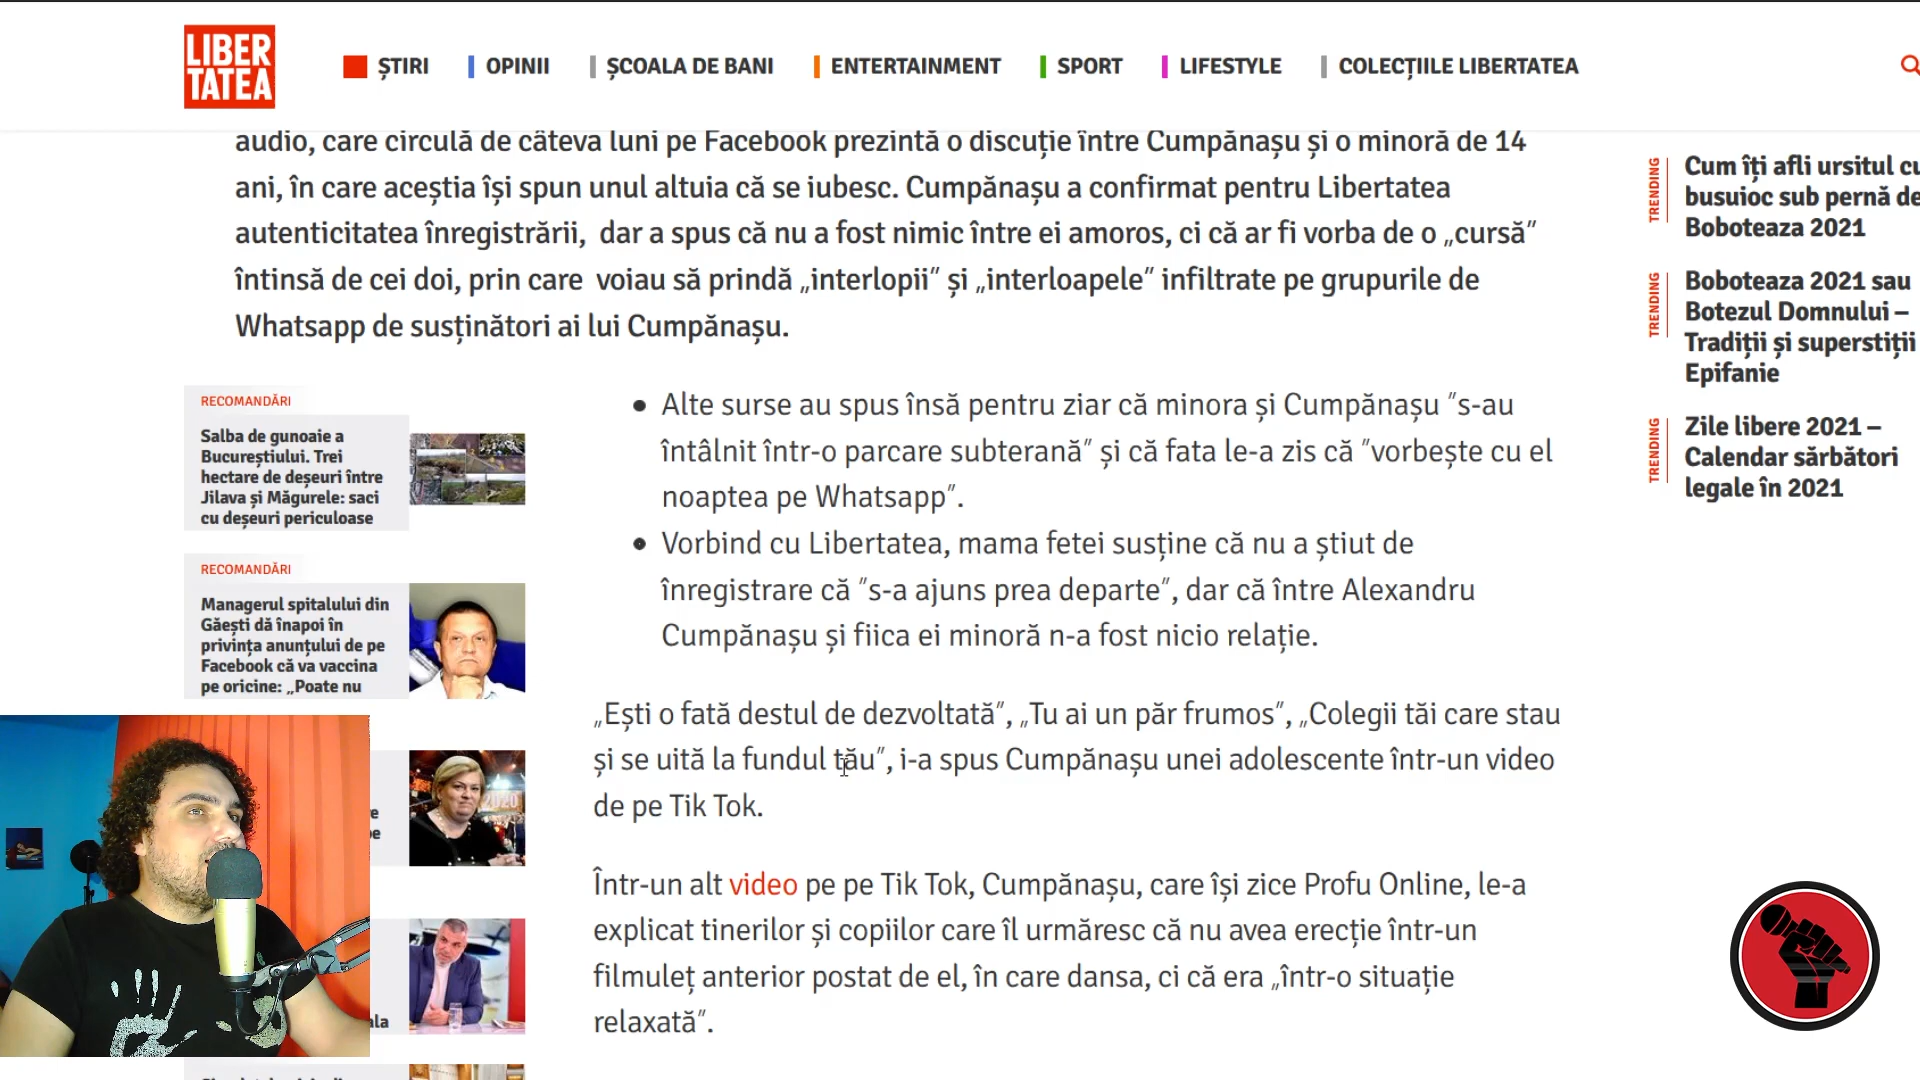 LIBER
TATEA
ȘTIRI
OPINII
ȘCOALA DE BANI
ENTERTAINMENT
SPORT
LIFESTYLE
COLECȚIILE LIBERTATEA
audio, care circulă de câteva luni pe Facebook prezintă o discuție între Cumpănașu și o minoră de 14
ani, în care aceștia își spun unul altuia că se iubesc. Cumpănașu a confirmat pentru Libertatea
autenticitatea înregistrării, dar a spus că nu a fost nimic între ei amoros, ci că ar fi vorba de o „cursă”
întinsă de cei doi, prin care voiau să prindă „interlopii” și „interloapele” infiltrate pe grupurile de
Whatsapp de susținători ai lui Cumpănașu.
RECOMANDĂRI
Salba de gunoaie a
Bucureștiului. Trei
hectare de deșeuri între
Jilava și Măgurele: saci
cu deșeuri periculoase
RECOMANDĂRI
Managerul spitalului din
Găești dă înapoi în
privința anunțului de pe
Facebook că va vaccina
pe oricine: „Poate nu
2020
• Alte surse au spus însă pentru ziar că minora și Cumpănașu ”s-au
întâlnit într-o parcare subterană” și că fata le-a zis că ”vorbește cu el
noaptea pe Whatsapp”.
• Vorbind cu Libertatea, mama fetei susține că nu a știut de
înregistrare că ”s-a ajuns prea departe”, dar că între Alexandru
Cumpănașu și fiica ei minoră n-a fost nicio relație.
„Ești o fată destul de dezvoltată”, „Tu ai un păr frumos”, „Colegii tăi care stau
și se uită la fundul tău”, i-a spus Cumpănașu unei adolescente într-un video
de pe Tik Tok.
Într-un alt video pe pe Tik Tok, Cumpănașu, care își zice Profu Online, le-a
explicat tinerilor și copiilor care îl urmăresc că nu avea erecție într-un
filmuleț anterior postat de el, în care dansa, ci că era „într-o situație
relaxată”.
TRENDING
Cum îți afli ursitul cu
busuioc sub pernă de
Boboteaza 2021
TRENDING
Boboteaza 2021 sau
Botezul Domnului –
Tradiții și superstiții
Epifanie
TRENDING
Zile libere 2021 –
Calendar sărbători
legale în 2021